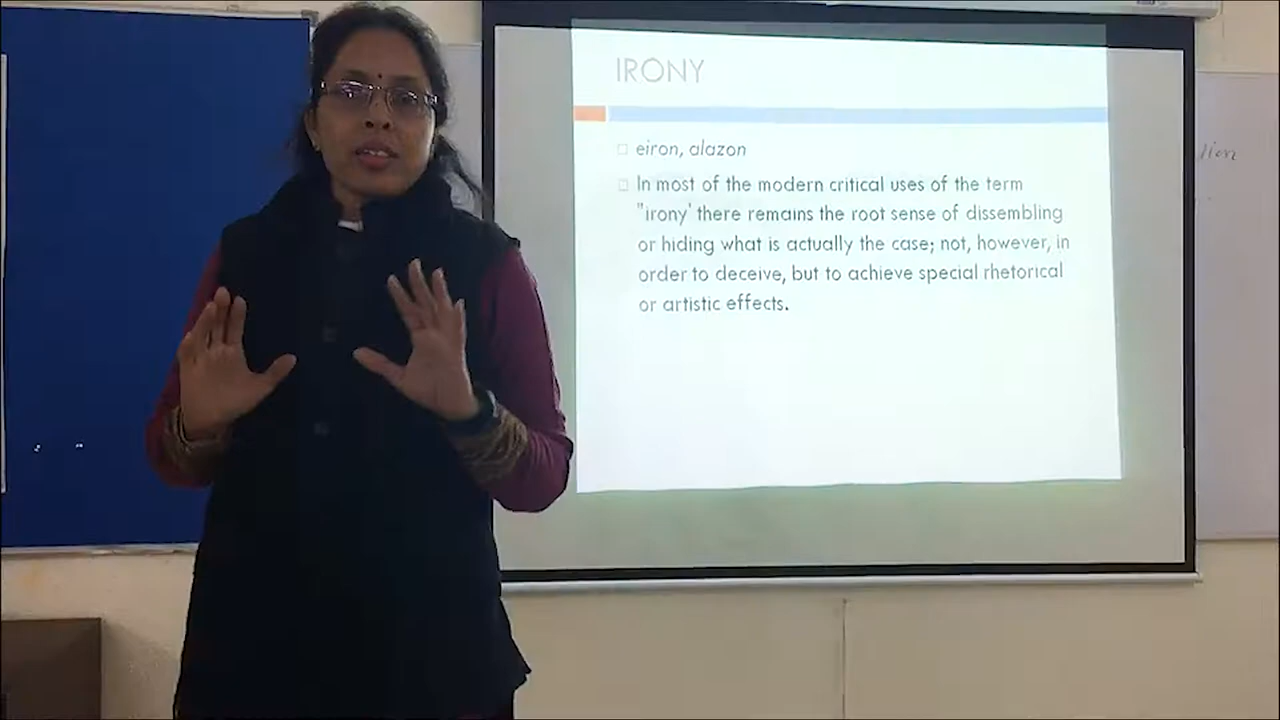 IRONY
eiron, alazon
In most of the modern critical uses of the term
"irony' there remains the root sense of dissembling
or hiding what is actually the case; not, however, in
order to deceive, but to achieve special rhetorical
or artistic effects.